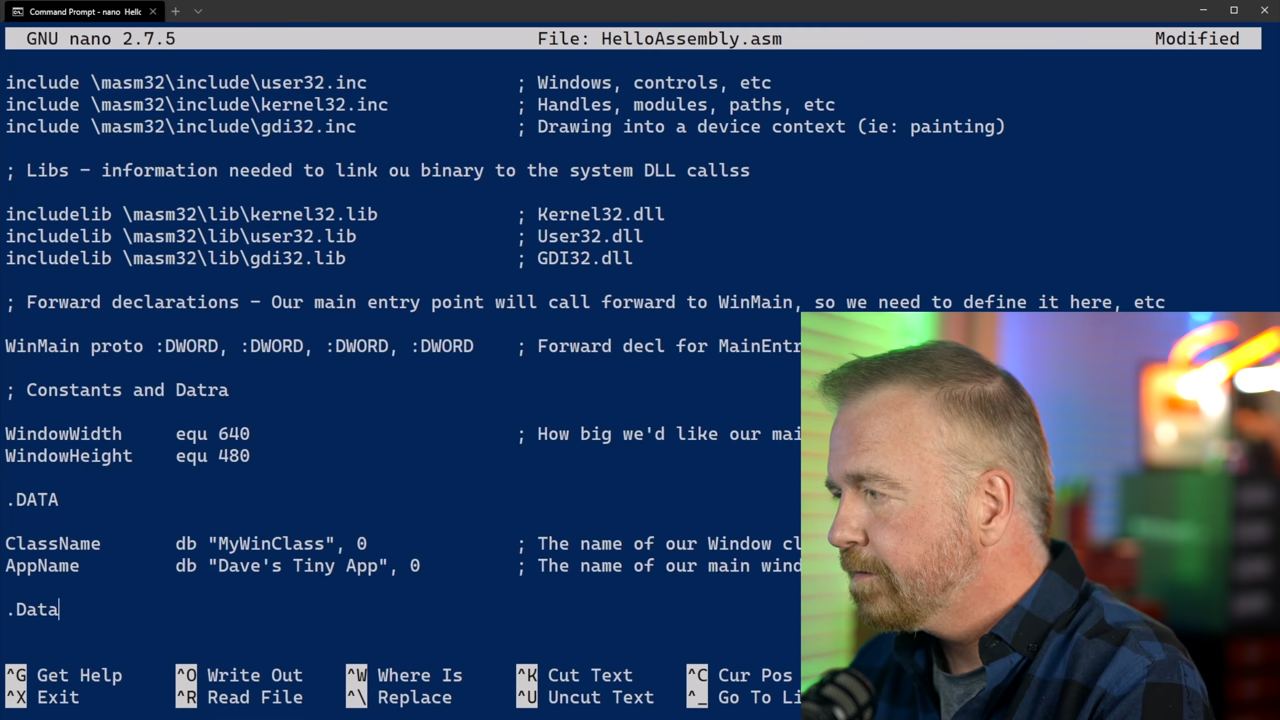 Command Prompt - nano Hello
GNU nano 2.7.5 File: HelloAssembly.asm Modified
include \masm32\include\user32.inc ; Windows, controls, etc
include \masm32\include\kernel32.inc ; Handles, modules, paths, etc
include \masm32\include\gdi32.inc ; Drawing into a device context (ie: painting)
; Libs - information needed to link ou binary to the system DLL callss
includelib \masm32\lib\kernel32.lib ; Kernel32.dll
includelib \masm32\lib\user32.lib ; User32.dll
includelib \masm32\lib\gdi32.lib ; GDI32.dll
; Forward declarations - Our main entry point will call forward to WinMain, so we need to define it here, etc
WinMain proto :DWORD, :DWORD, :DWORD, :DWORD ; Forward decl for MainEntr
; Constants and Datra
WindowWidth equ 640 ; How big we'd like our mai
WindowHeight equ 480
.DATA
ClassName db "MyWinClass", 0 ; The name of our Window cl
AppName db "Dave's Tiny App", 0 ; The name of our main wind
.Data
^G Get Help ^O Write Out ^W Where Is ^K Cut Text ^C Cur Pos
^X Exit ^R Read File ^\ Replace ^U Uncut Text ^_ Go To Li